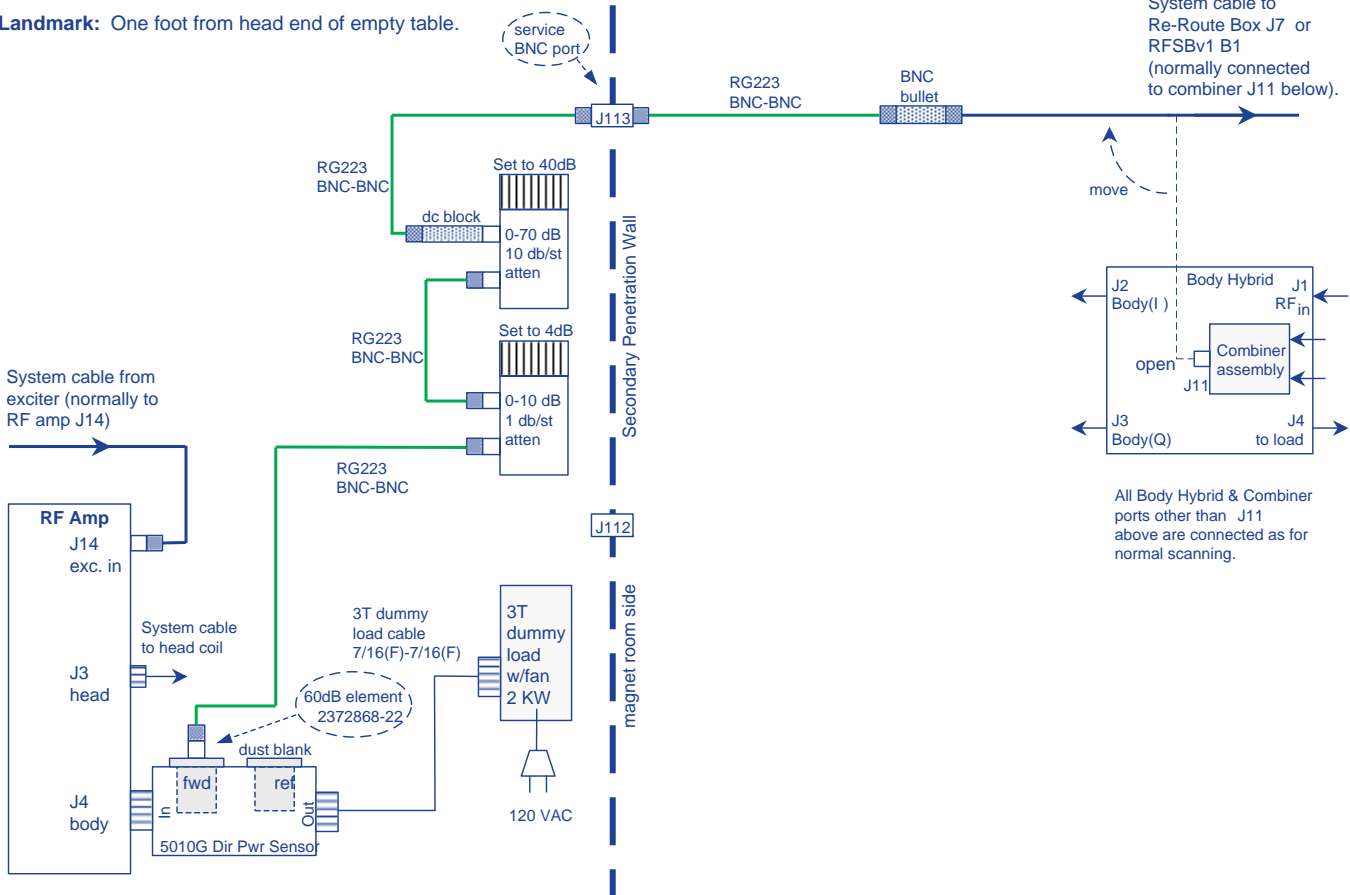 Landmark: One foot from head end of empty table.
service
BNC port
System cable to
Re-Route Box J7 or
RFSBv1 B1
(normally connected
to combiner J11 below).
RG223
BNC-BNC
BNC
bullet
J113
RG223
BNC-BNC
Set to 40dB
move
dc block
0-70 dB
10 db/st
atten
Secondary Penetration Wall
Body Hybrid
J2
Body(I )
J1
RF in
Set to 4dB
RG223
BNC-BNC
open
J11
Combiner
assembly
System cable from
exciter (normally to
RF amp J14)
0-10 dB
1 db/st
atten
J3
Body(Q)
J4
to load
RG223
BNC-BNC
All Body Hybrid & Combiner
ports other than J11
above are connected as for
normal scanning.
RF Amp
J14
exc. in
J112
System cable
to head coil
3T dummy
load cable
7/16(F)-7/16(F)
3T
dummy
load
w/fan
2 KW
magnet room side
J3
head
60dB element
2372868-22
dust blank
fwd
ref
In
Out
J4
body
120 VAC
5010G Dir Pwr Sensor